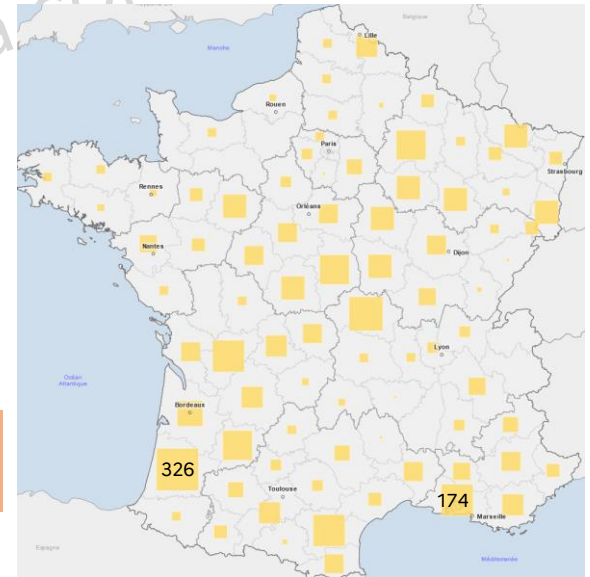 Belgique
Lille
Manche
Rouen
Paris
Strasbourg
Rennes
Orléans
Nantes
Dijon
Lyon
Océan
Atlantique
Bordeaux
326
Toulouse
174
Marseille
Espagne
Méditerranée